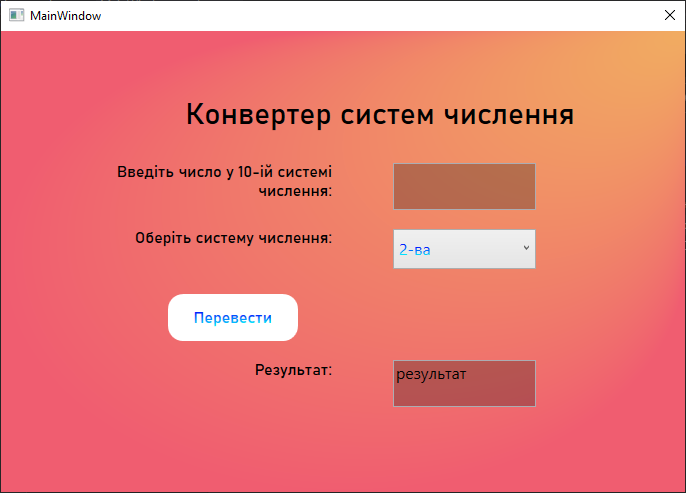 MainWindow
Конвертер систем числення
Введіть число у 10-ій системі
числення:
Оберіть систему числення:
2-ва
Перевести
Результат:
результат